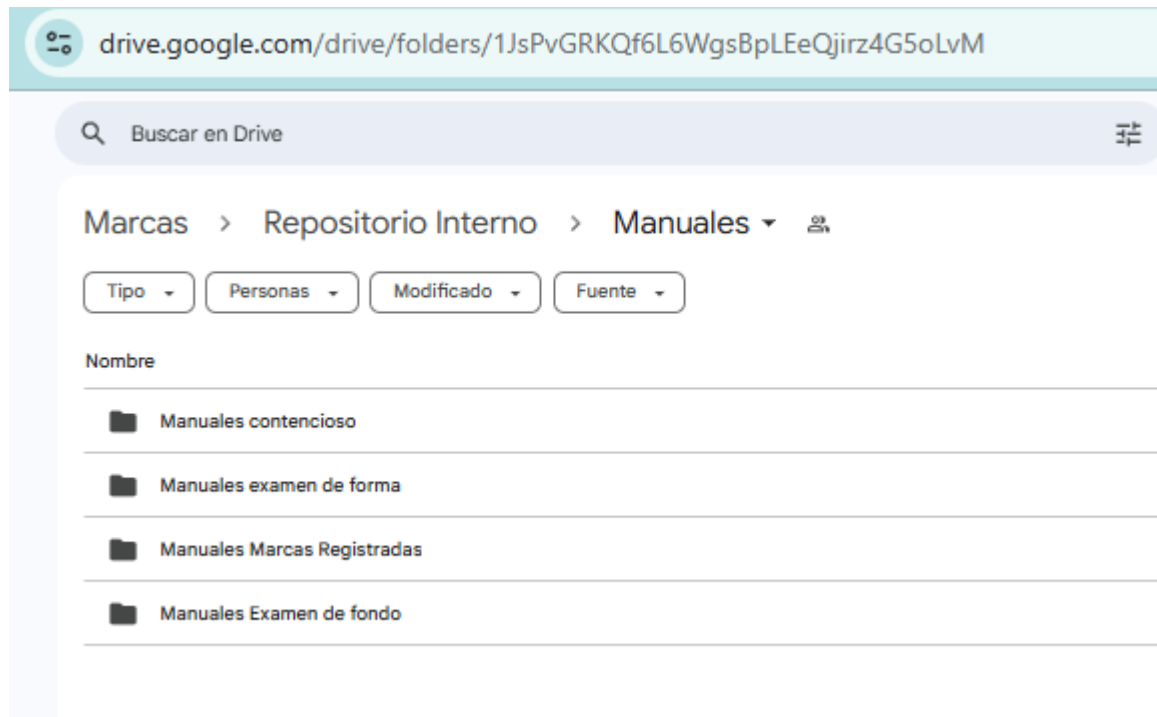 drive.google.com/drive/folders/1JsPvGRKQf6L6WgsBpLEeQjirz4G5oLvM
Buscar en Drive
Marcas > Repositorio Interno > Manuales
Tipo Personas Modificado Fuente
Nombre
Manuales contencioso
Manuales examen de forma
Manuales Marcas Registradas
Manuales Examen de fondo